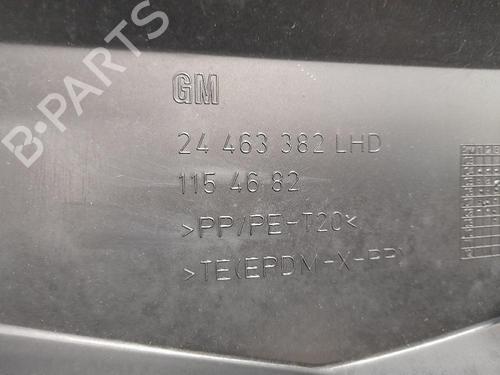 B-PARTS
GM
24 463 382 LHD
115 46 82
>PP/PE-T20<
>TE(EPDM-X-PP)